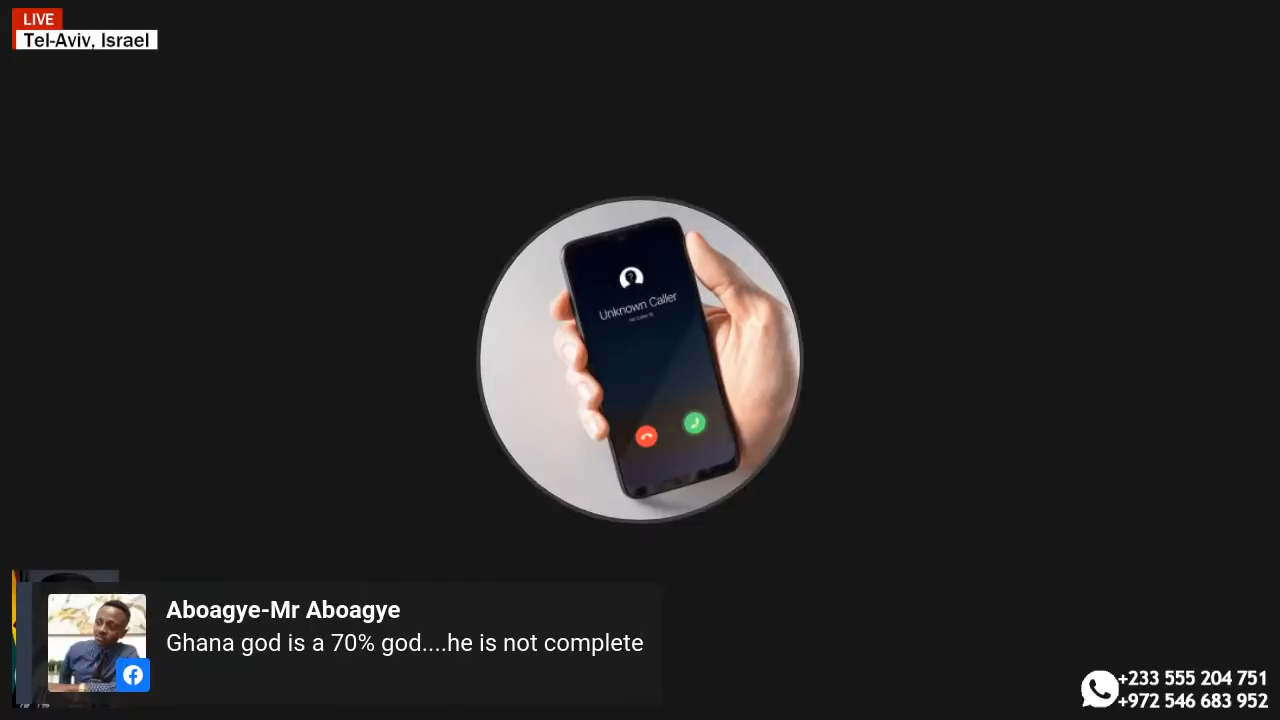 LIVE
Tel-Aviv, Israel
Unknown Caller
Aboagye-Mr Aboagye
Ghana god is a 70% god....he is not complete
+233 555 204 751
+972 546 683 952